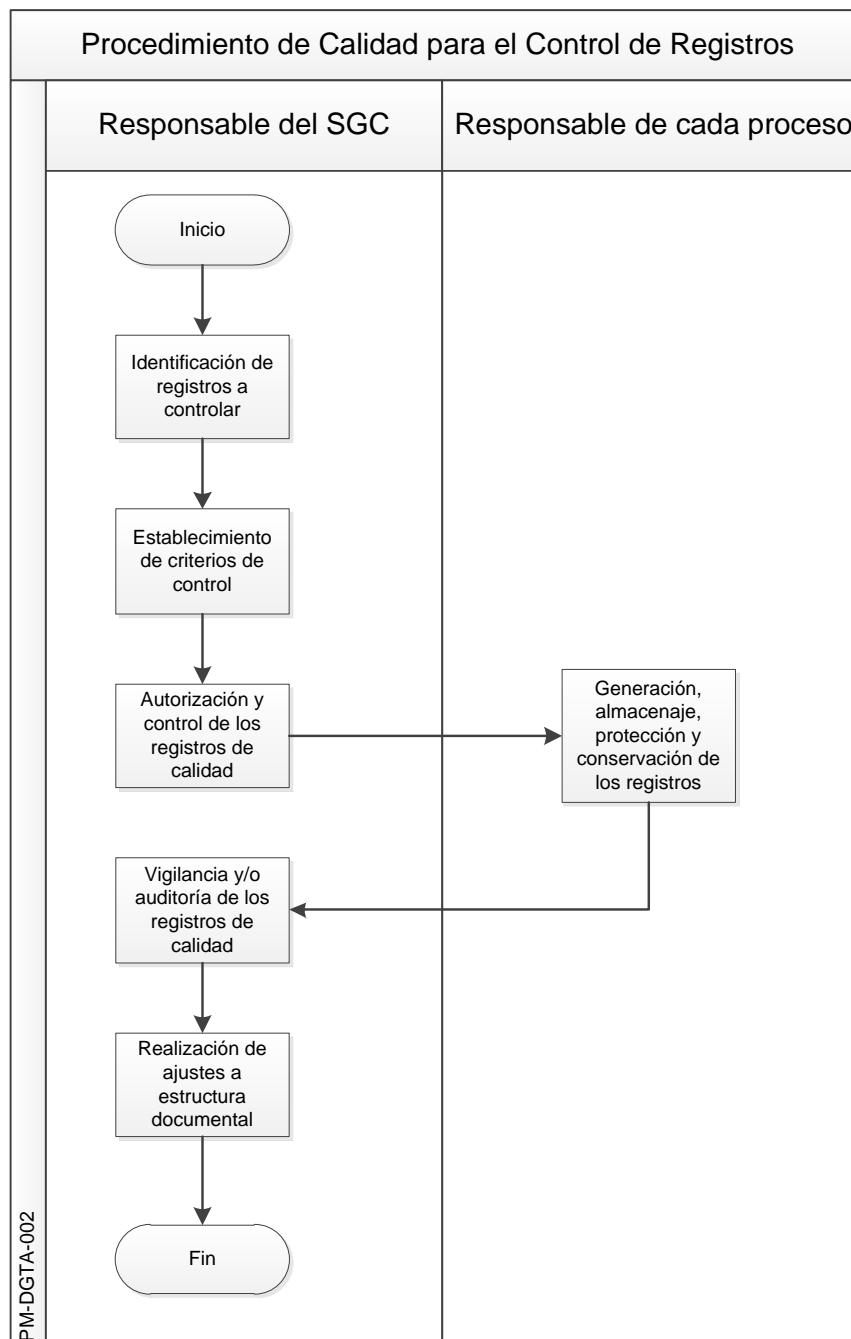 Procedimiento de Calidad para el Control de Registros
Responsable del SGC
Responsable de cada proceso
Inicio
Identificación de
registros a
controlar
Establecimiento
de criterios de
control
Autorización y
control de los
registros de
calidad
Generación,
almacenaje,
protección y
conservación de
los registros
Vigilancia y/o
auditoría de los
registros de
calidad
Realización de
ajustes a
estructura
documental
Fin
PM-DGTA-002